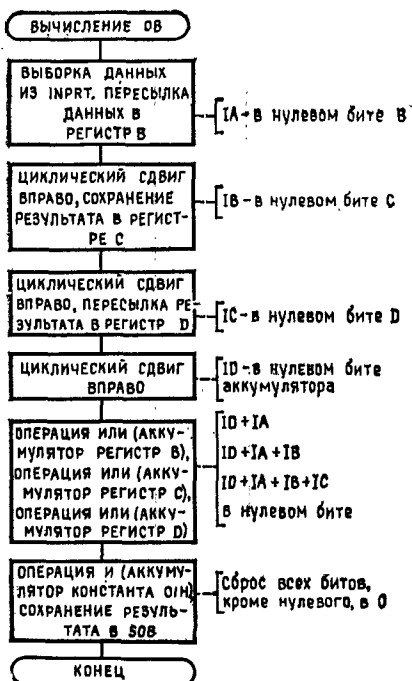 ВЫЧИСЛЕНИЕ ОВ
ВЫБОРКА ДАННЫХ
ИЗ INPRT, ПЕРЕСЫЛКА
ДАННЫХ В
РЕГИСТР В
IA-в нулевом бите В
ЦИКЛИЧЕСКИЙ СДВИГ
ВПРАВО, СОХРАНЕНИЕ
РЕЗУЛЬТАТА В РЕГИСТ-
РЕ С
IB-в нулевом бите С
ЦИКЛИЧЕСКИЙ СДВИГ
ВПРАВО, ПЕРЕСЫЛКА РЕ-
ЗУЛЬТАТА В РЕГИСТР D
IC-в нулевом бите D
ЦИКЛИЧЕСКИЙ СДВИГ
ВПРАВО
ID-в нулевом бите
аккумулятора
ОПЕРАЦИЯ ИЛИ (АККУ-
МУЛЯТОР РЕГИСТР В),
ОПЕРАЦИЯ ИЛИ (АККУ-
МУЛЯТОР РЕГИСТР С),
ОПЕРАЦИЯ ИЛИ (АККУ-
МУЛЯТОР РЕГИСТР D)
ID+IA
ID+IA+IB
ID+IA+IB+IC
в нулевом бите
ОПЕРАЦИЯ И (АККУМУ-
ЛЯТОР КОНСТАНТА 01H)
СОХРАНЕНИЕ РЕЗУЛЬ-
ТАТА В SOB
Сброс всех битов,
кроме нулевого, в 0
КОНЕЦ